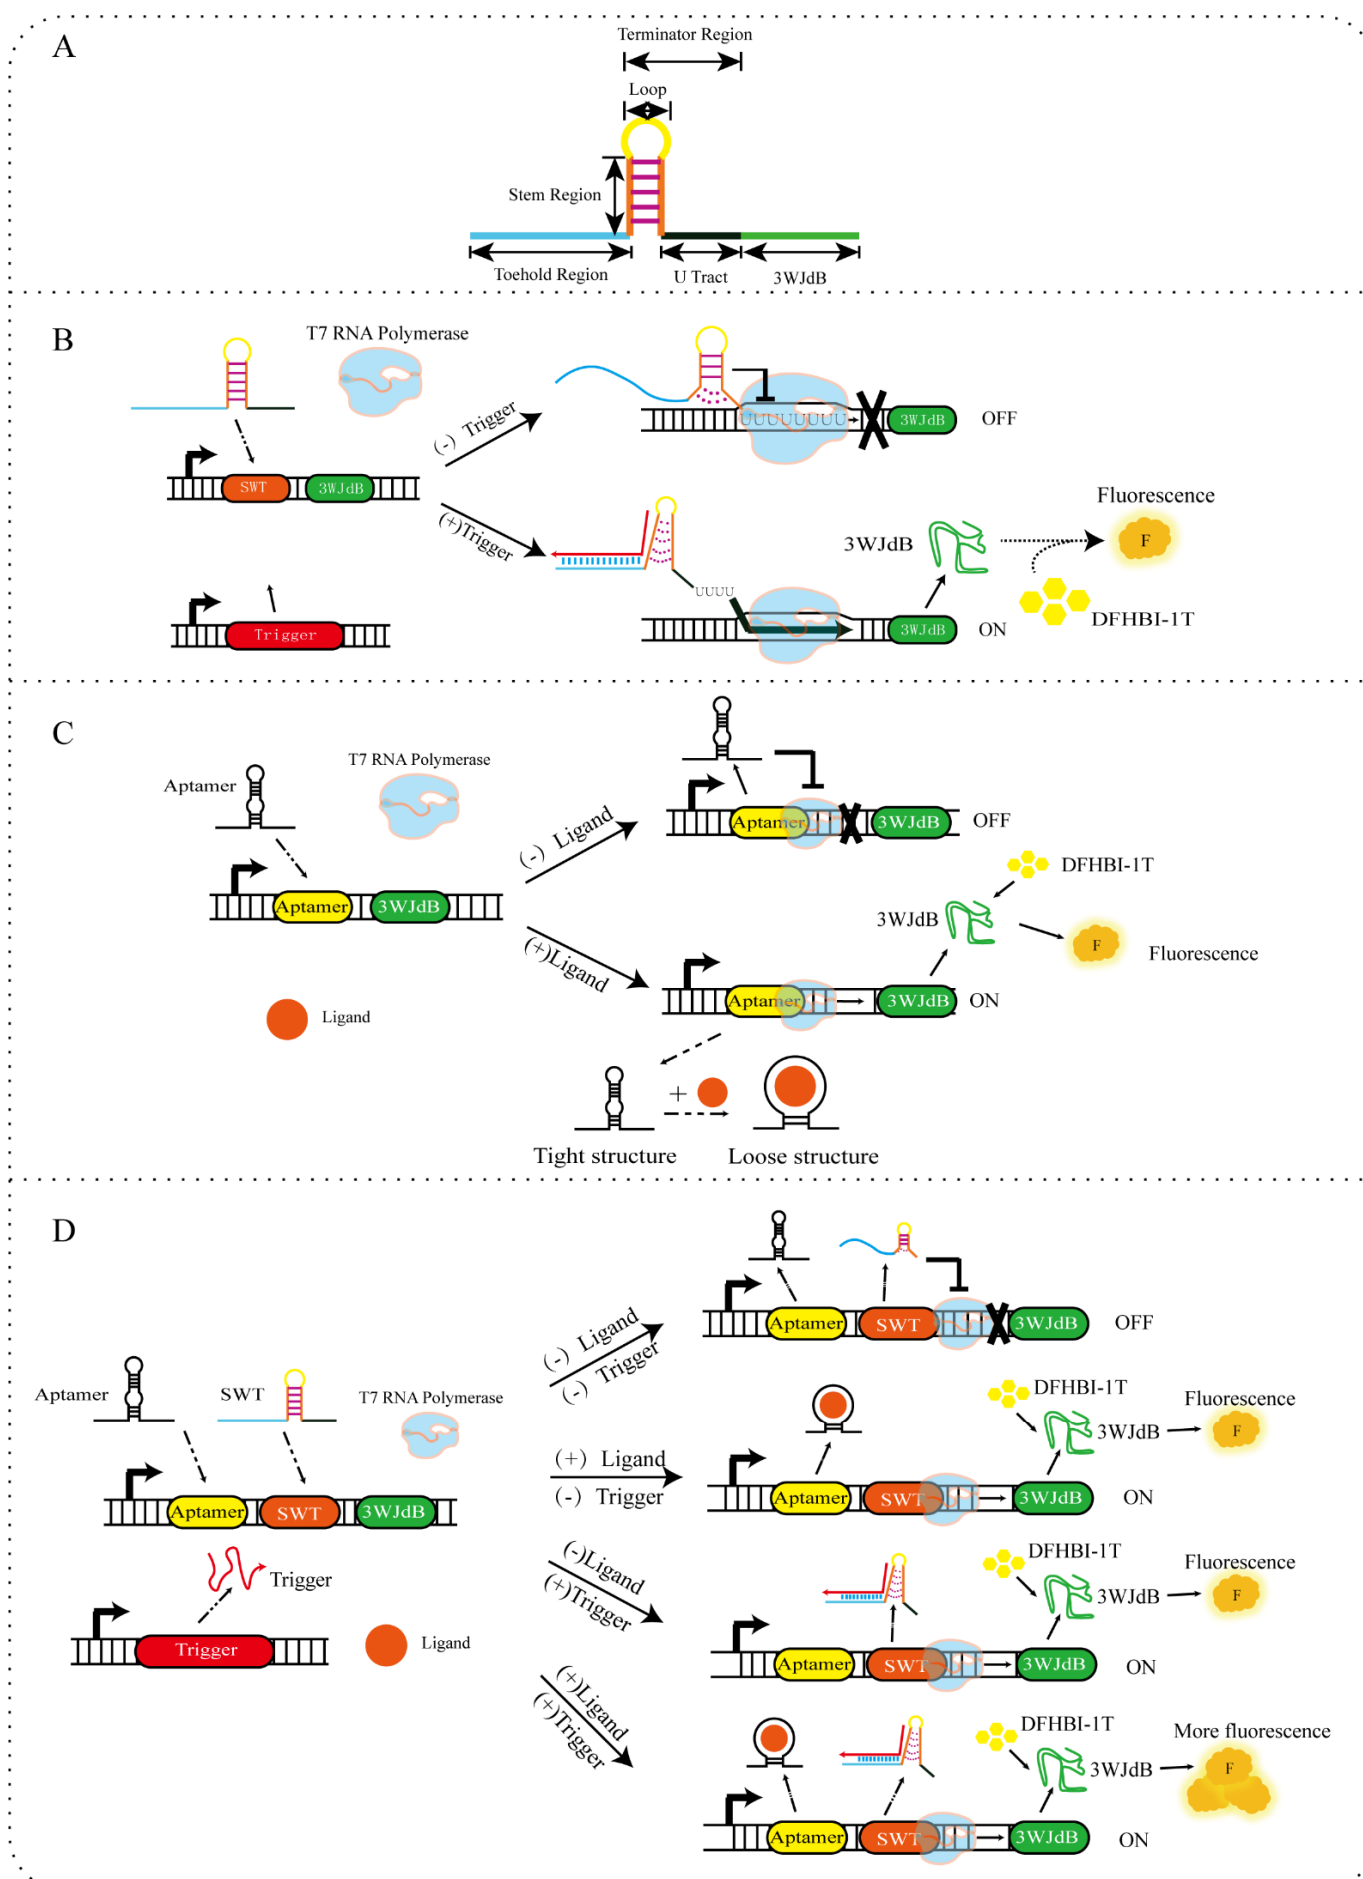 A
Terminator Region
Loop
Stem Region
Toehold Region
U Tract
3WJdB
B
T7 RNA Polymerase
SWT
3WJdB
Trigger
(-) Trigger
UUUUUUUU
3WJdB
OFF
(+)Trigger
UUUU
3WJdB
ON
3WJdB
Fluorescence
F
DFHBI-1T
C
Aptamer
T7 RNA Polymerase
Aptamer
3WJdB
Ligand
(-) Ligand
Aptamer
3WJdB
OFF
(+)Ligand
Aptamer
3WJdB
ON
3WJdB
DFHBI-1T
F
Fluorescence
+
Tight structure
Loose structure
D
Aptamer
SWT
T7 RNA Polymerase
Aptamer
SWT
3WJdB
Trigger
Trigger
Ligand
(-) Ligand
(-) Trigger
Aptamer
SWT
3WJdB
OFF
(+) Ligand
(-) Trigger
Aptamer
SWT
3WJdB
ON
DFHBI-1T
3WJdB
Fluorescence
F
(-)Ligand
(+)Trigger
Aptamer
SWT
3WJdB
ON
DFHBI-1T
3WJdB
Fluorescence
F
(+)Ligand
(+)Trigger
Aptamer
SWT
3WJdB
ON
DFHBI-1T
3WJdB
More fluorescence
F